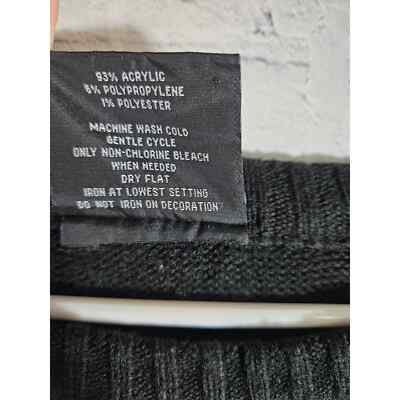 93% ACRYLIC
6% POLYPROPYLENE
1% POLYESTER
MACHINE WASH COLD
GENTLE CYCLE
ONLY NON-CHLORINE BLEACH
WHEN NEEDED
DRY FLAT
IRON AT LOWEST SETTING
DO NOT IRON ON DECORATION